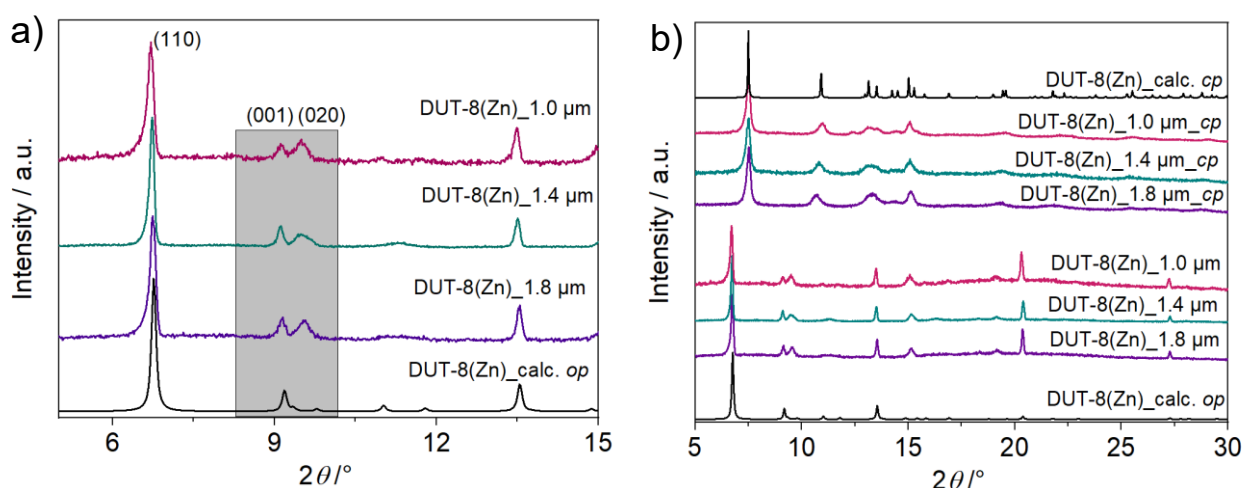 a)
(110)
(001) (020)
DUT-8(Zn)_1.0 µm
DUT-8(Zn)_1.4 µm
DUT-8(Zn)_1.8 µm
DUT-8(Zn)_calc. op
Intensity / a.u.
6 9 12 15
2θ /°
b)
DUT-8(Zn)_calc. cp
DUT-8(Zn)_1.0 µm_cp
DUT-8(Zn)_1.4 µm_cp
DUT-8(Zn)_1.8 µm_cp
DUT-8(Zn)_1.0 µm
DUT-8(Zn)_1.4 µm
DUT-8(Zn)_1.8 µm
DUT-8(Zn)_calc. op
Intensity / a.u.
5 10 15 20 25 30
2θ /°